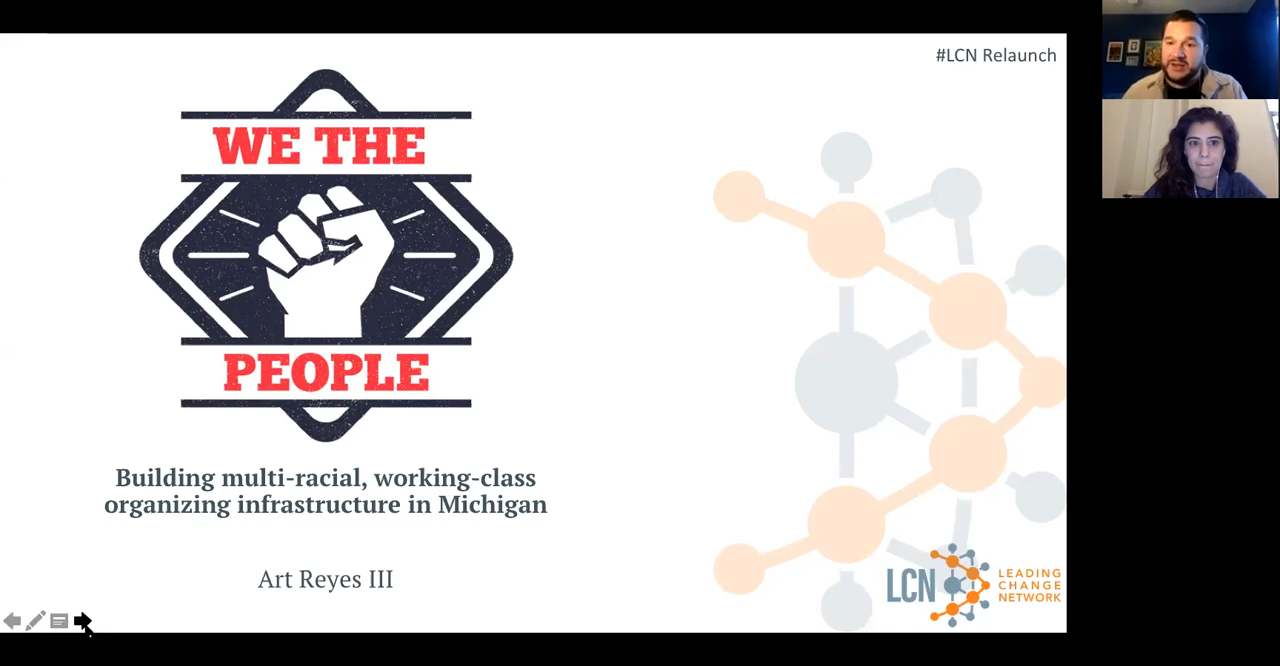 #LCN Relaunch
WE THE
PEOPLE
Building multi-racial, working-class
organizing infrastructure in Michigan
Art Reyes III
LCN
LEADING
CHANGE
NETWORK